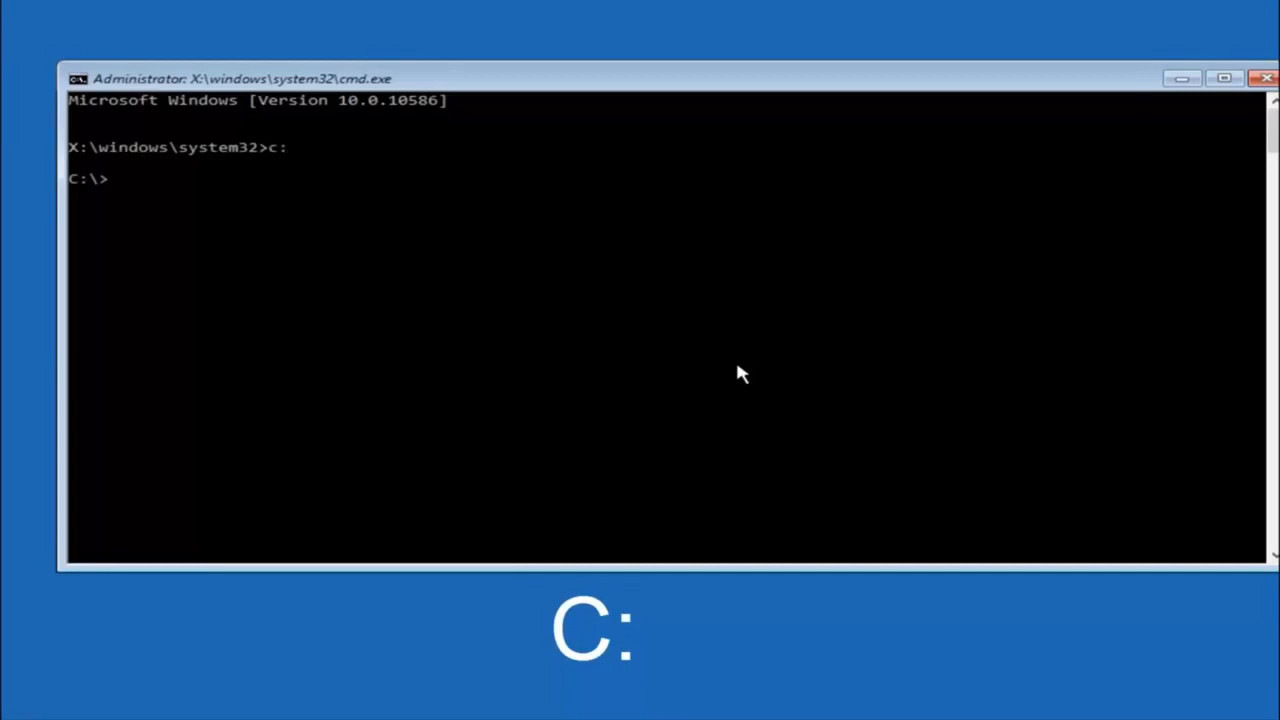 Administrator: X:\windows\system32\cmd.exe
Microsoft Windows [Version 10.0.10586]
X:\windows\system32>c:
C:\>
C: